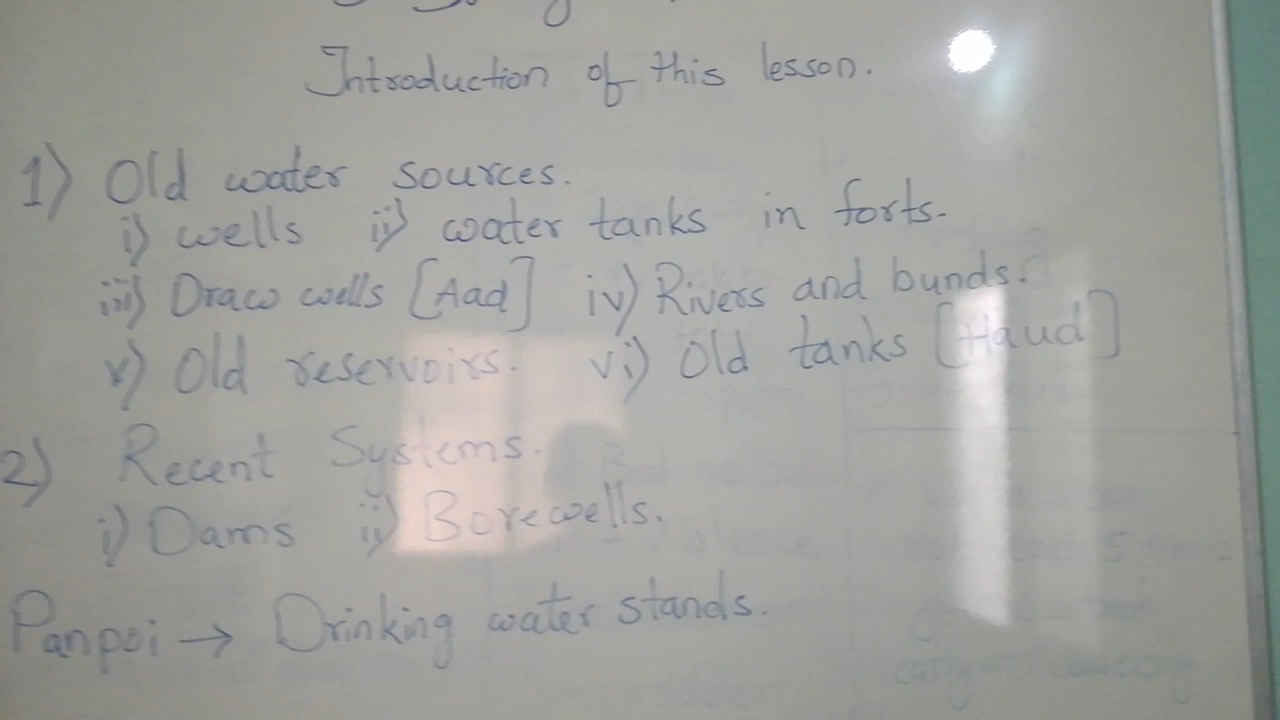 Introduction of this lesson.
1) Old water sources.
i) wells ii) water tanks in forts.
iii) Draw wells [Aad] iv) Rivers and bunds.
v) Old reservoirs. vi) Old tanks [Haud]
2) Recent Systems.
i) Dams ii) Borewells.
Panpoi → Drinking water stands.